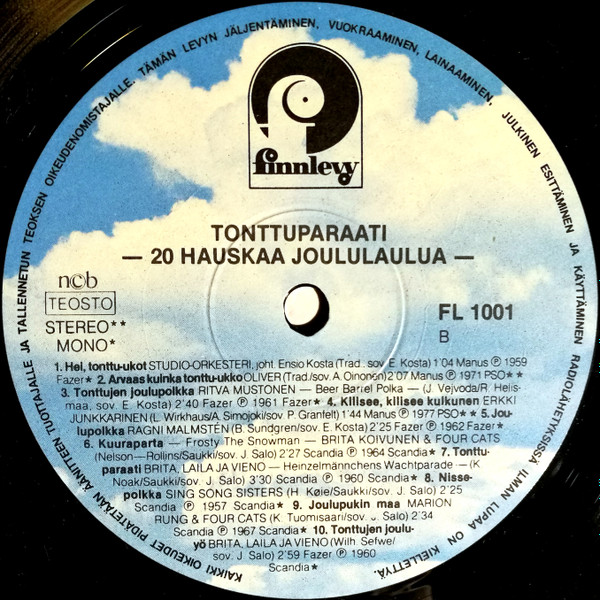 KAIKKI OIKEUDET PIDÄTETÄÄN ÄÄNITTEEN TUOTTAJALLE JA TALLENNETUN TEOKSEN OIKEUDENOMISTAJALLE. TÄMÄN LEVYN JÄLJENTÄMINEN, VUOKRAAMINEN, LAINAAMINEN, JULKINEN ESITTÄMINEN JA KÄYTTÄMINEN RADIOLÄHETYKSISSÄ ILMAN LUPAA ON KIELLETTYÄ.
finnlevy
TONTTUPARAATI
— 20 HAUSKAA JOULULAULUA —
ncb
TEOSTO
STEREO**
MONO*
FL 1001
B
1. Hei, tonttu-ukot STUDIO-ORKESTERI, joht. Ensio Kosta (Trad., sov. E. Kosta) 1'04 Manus ℗ 1959
Fazer* 2. Arvaas kuinka tonttu-ukko OLIVER (Trad./sov. A. Oinonen) 2'07 Manus ℗ 1971 PSO**
3. Tonttujen joulupolkka RITVA MUSTONEN — Beer Barrel Polka — (J. Vejvoda/R. Helis-
maa, sov. E. Kosta) 2'40 Fazer ℗ 1961 Fazer* 4. Kilisee, kilisee kulkunen ERKKI
JUNKKARINEN (L. Wirkhaus/A. Simojoki/sov. P. Granfelt) 1'44 Manus ℗ 1977 PSO** 5. Jou-
lupolkka RAGNI MALMSTÉN (B. Sundgren/sov. E. Kosta) 2'25 Fazer ℗ 1962 Fazer*
6. Kuuraparta — Frosty The Snowman — BRITA KOIVUNEN & FOUR CATS
(Nelson—Rollins/Saukki/sov. J. Salo) 2'27 Scandia ℗ 1964 Scandia* 7. Tonttu-
paraati BRITA, LAILA JA VIENO — Heinzelmännchens Wachtparade — (K
Noak/Saukki/sov. J. Salo) 3'30 Scandia ℗ 1960 Scandia* 8. Nisse-
polkka SING SONG SISTERS (H. Køie/Saukki/sov. J. Salo) 2'25
Scandia ℗ 1957 Scandia* 9. Joulupukin maa MARION
RUNG & FOUR CATS (K. Tuomisaari/sov. J. Salo) 2'34
Scandia ℗ 1967 Scandia* 10. Tonttujen joulu-
yö BRITA, LAILA JA VIENO (Wilh. Sefwe/
sov. J. Salo) 2'59 Fazer ℗ 1960
Scandia*